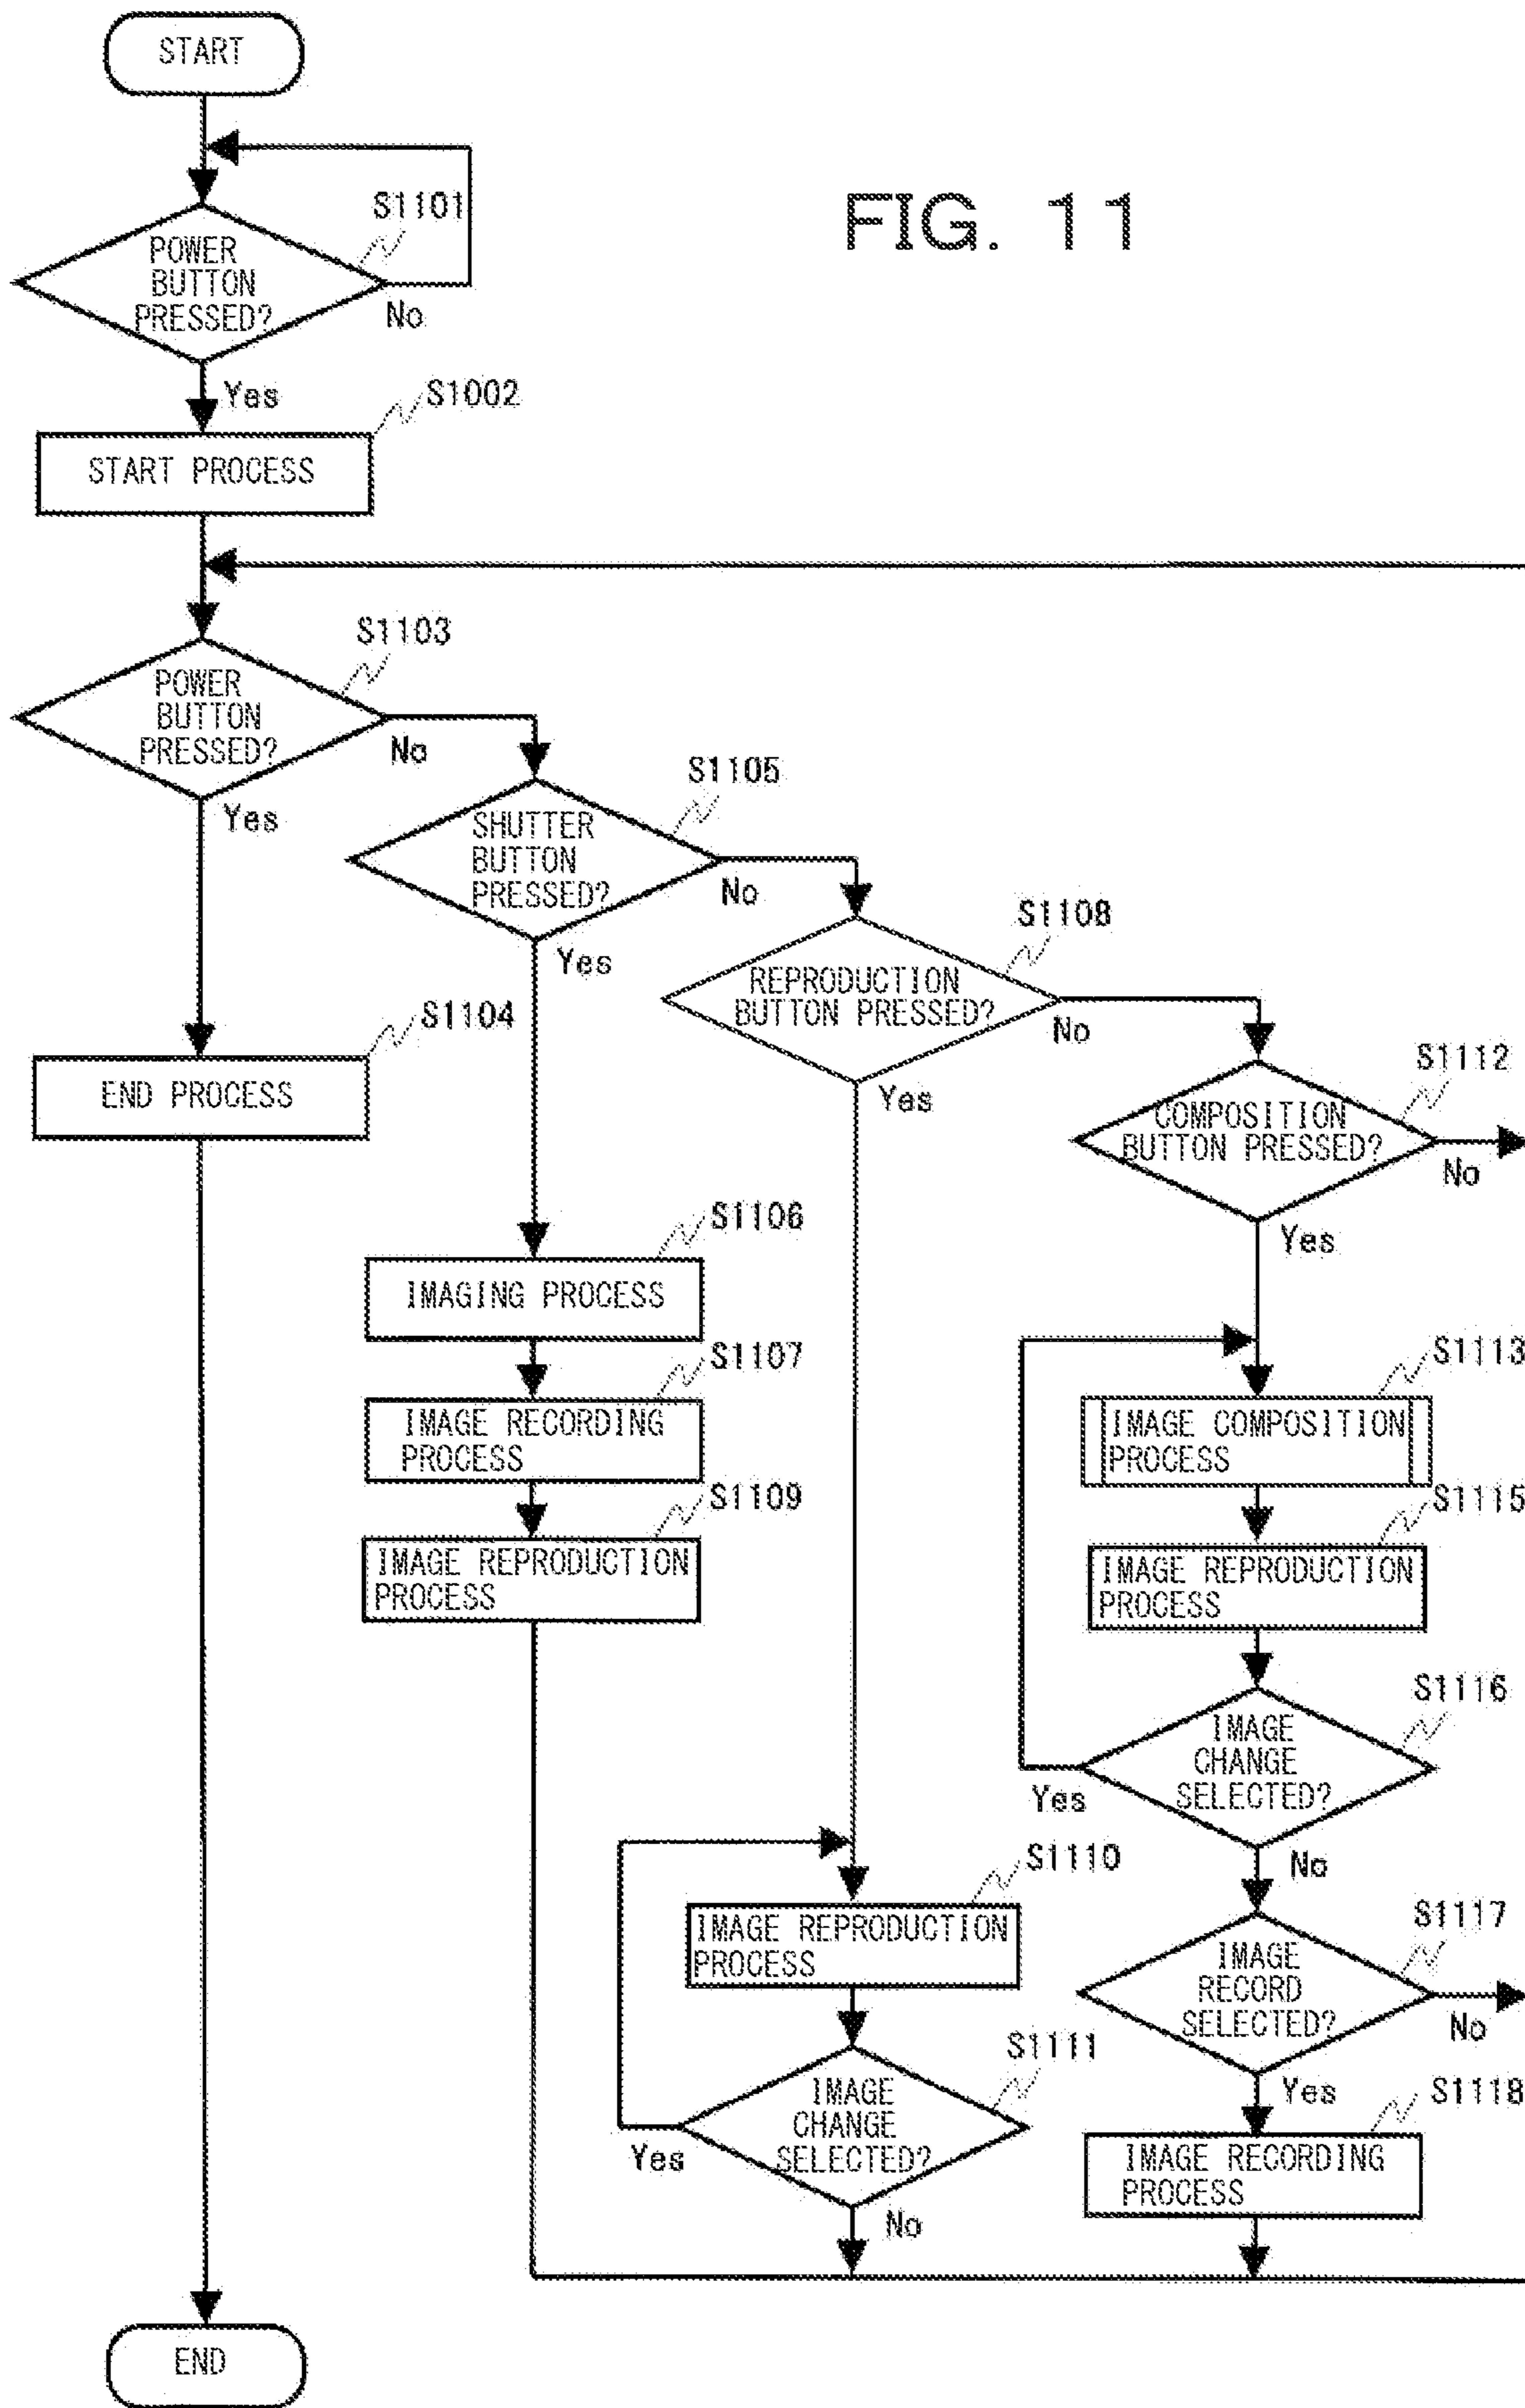 START
FIG. 11
S1101
POWER
BUTTON
PRESSED?
No
Yes
S1002
START PROCESS
S1103
POWER
BUTTON
PRESSED?
No
Yes
S1105
SHUTTER
BUTTON
PRESSED?
No
Yes
S1108
REPRODUCTION
BUTTON PRESSED?
No
Yes
S1104
END PROCESS
S1112
COMPOSITION
BUTTON PRESSED?
No
Yes
S1106
IMAGING PROCESS
S1107
IMAGE RECORDING
PROCESS
S1109
IMAGE REPRODUCTION
PROCESS
S1113
IMAGE COMPOSITION
PROCESS
S1115
IMAGE REPRODUCTION
PROCESS
S1116
IMAGE
CHANGE
SELECTED?
Yes
No
S1110
IMAGE REPRODUCTION
PROCESS
S1111
IMAGE
CHANGE
SELECTED?
Yes
No
S1117
IMAGE
RECORD
SELECTED?
No
Yes
S1118
IMAGE RECORDING
PROCESS
END